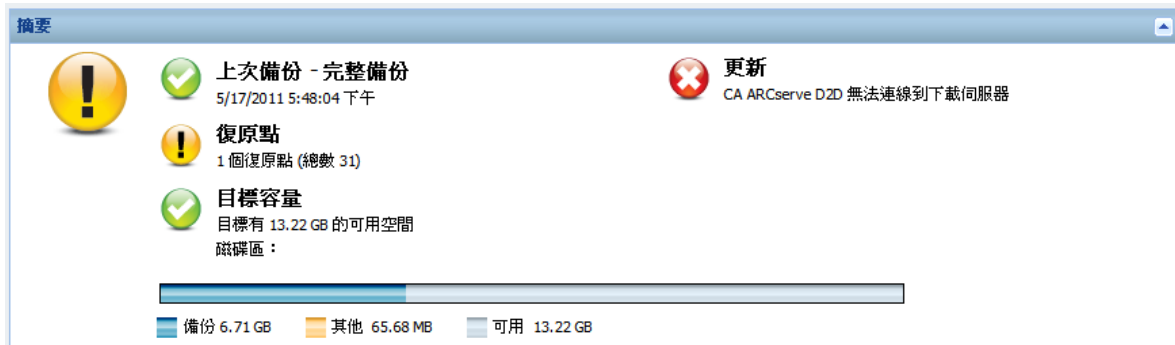 摘要
上次備份 - 完整備份
5/17/2011 5:48:04 下午
復原點
1 個復原點 (總數 31)
目標容量
目標有 13.22 GB 的可用空間
磁碟區：
更新
CA ARCserve D2D 無法連線到下載伺服器
備份 6.71 GB 其他 65.68 MB 可用 13.22 GB